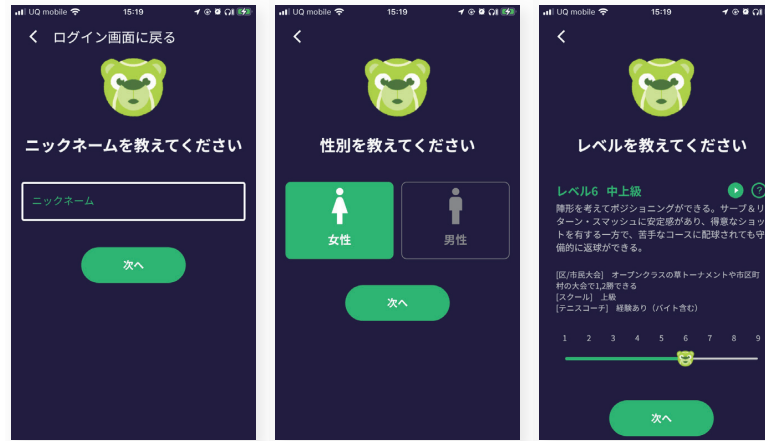 UQ mobile 15:19
ログイン画面に戻る
ニックネームを教えてください
ニックネーム
次へ
UQ mobile 15:19
性別を教えてください
女性
男性
次へ
UQ mobile 15:19
レベルを教えてください
レベル6 中上級
?
陣形を考えてポジショニングができる。サーブ&リ
ターン・スマッシュに安定感があり、得意なショッ
トを有する一方で、苦手なコースに配球されても守
備的に返球ができる。
[区/市民大会] オープンクラスの草トーナメントや市区町
村の大会で1,2勝できる
[スクール] 上級
[テニスコーチ] 経験あり（バイト含む）
1 2 3 4 5 6 7 8 9
次へ